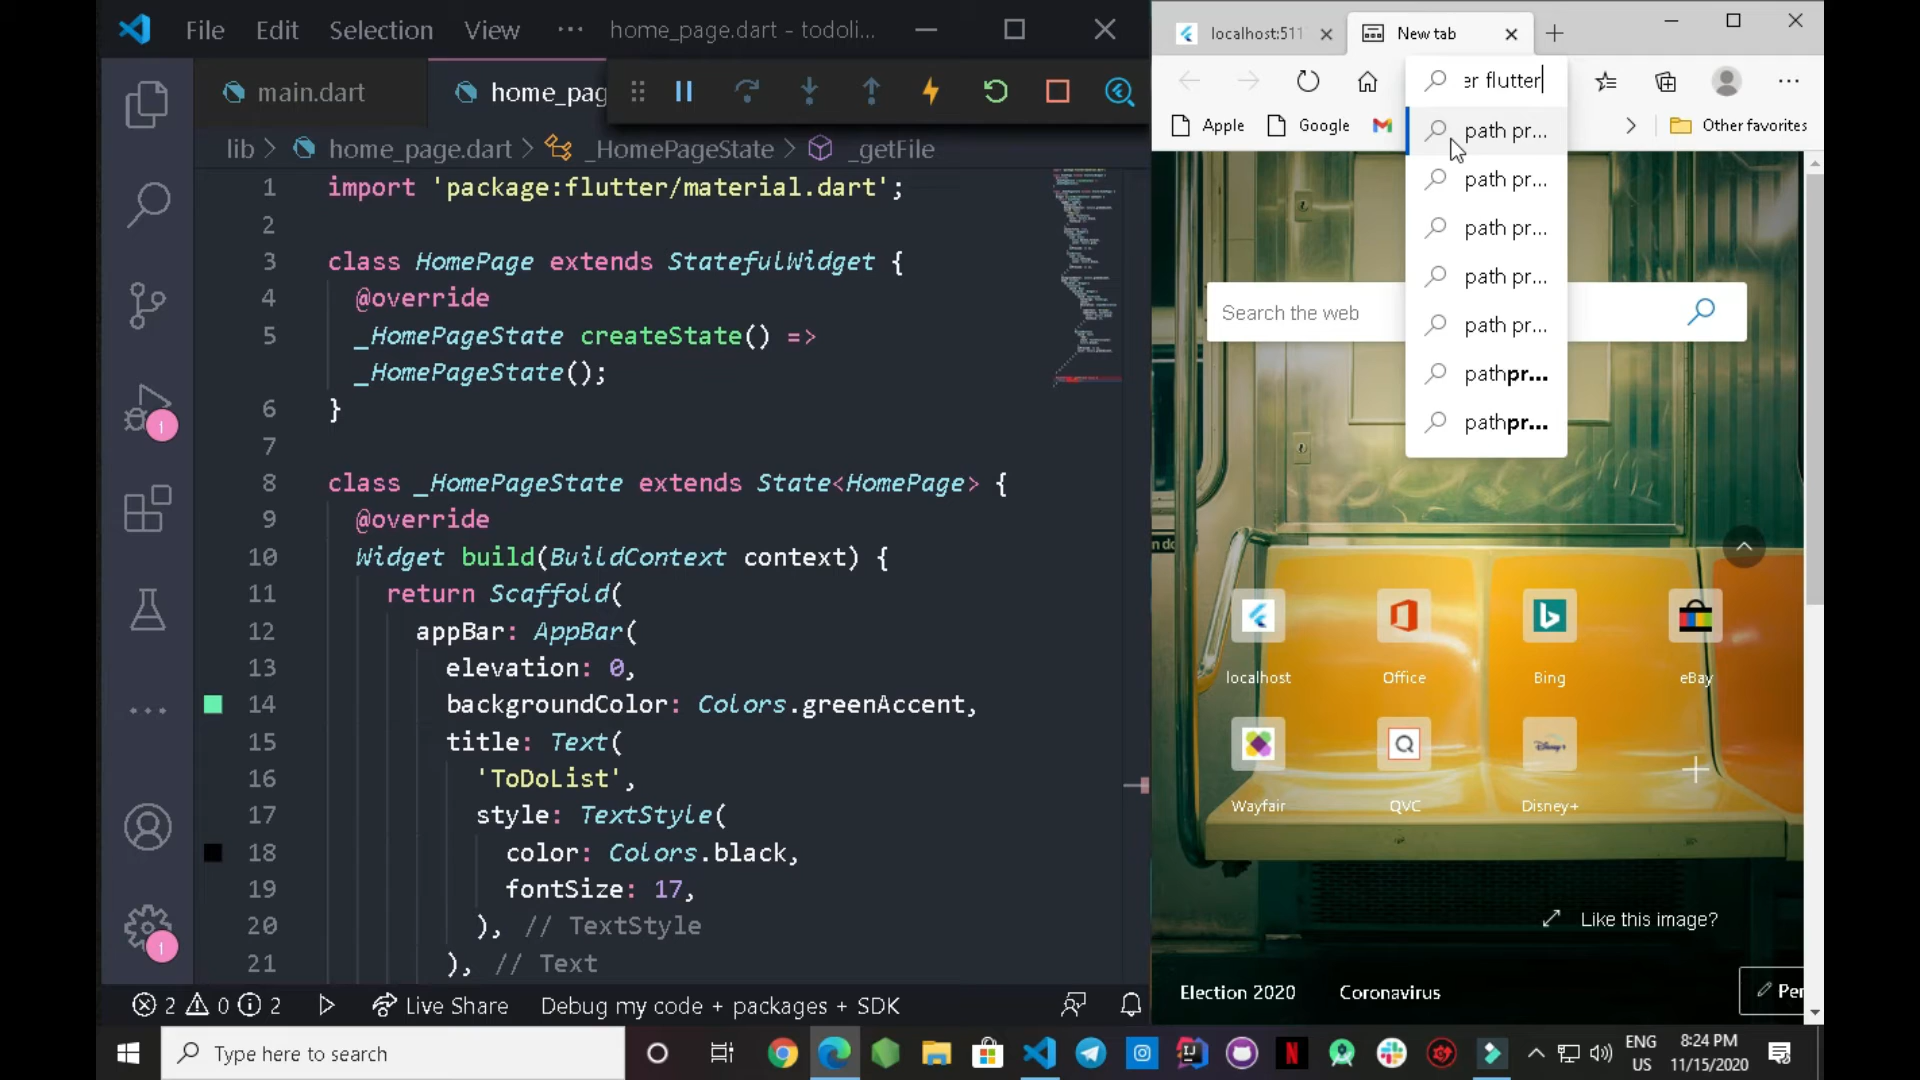 File Edit Selection View ··· home_page.dart - todoli...
main.dart
home_pag
lib > home_page.dart > _HomePageState > _getFile
1 import 'package:flutter/material.dart';
2
3 class HomePage extends StatefulWidget {
4 @override
5 _HomePageState createState() =>
_HomePageState();
6 }
7
8 class _HomePageState extends State<HomePage> {
9 @override
10 Widget build(BuildContext context) {
11 return Scaffold(
12 appBar: AppBar(
13 elevation: 0,
14 backgroundColor: Colors.greenAccent,
15 title: Text(
16 'ToDoList',
17 style: TextStyle(
18 color: Colors.black,
19 fontSize: 17,
20 ), // TextStyle
21 ), // Text
1
1
2 0 2 Live Share Debug my code + packages + SDK
localhost:511
New tab
er flutter
Apple Google Other favorites
path pr...
path pr...
path pr...
path pr...
path pr...
pathpr...
pathpr...
Search the web
localhost Office Bing eBay
Wayfair QVC Disney+
Like this image?
Election 2020 Coronavirus Per
Type here to search
ENG
US
8:24 PM
11/15/2020